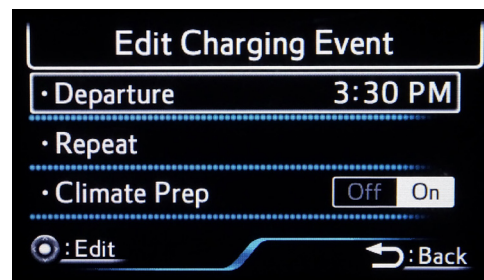 Edit Charging Event
· Departure 3:30 PM
· Repeat
· Climate Prep Off On
: Edit : Back